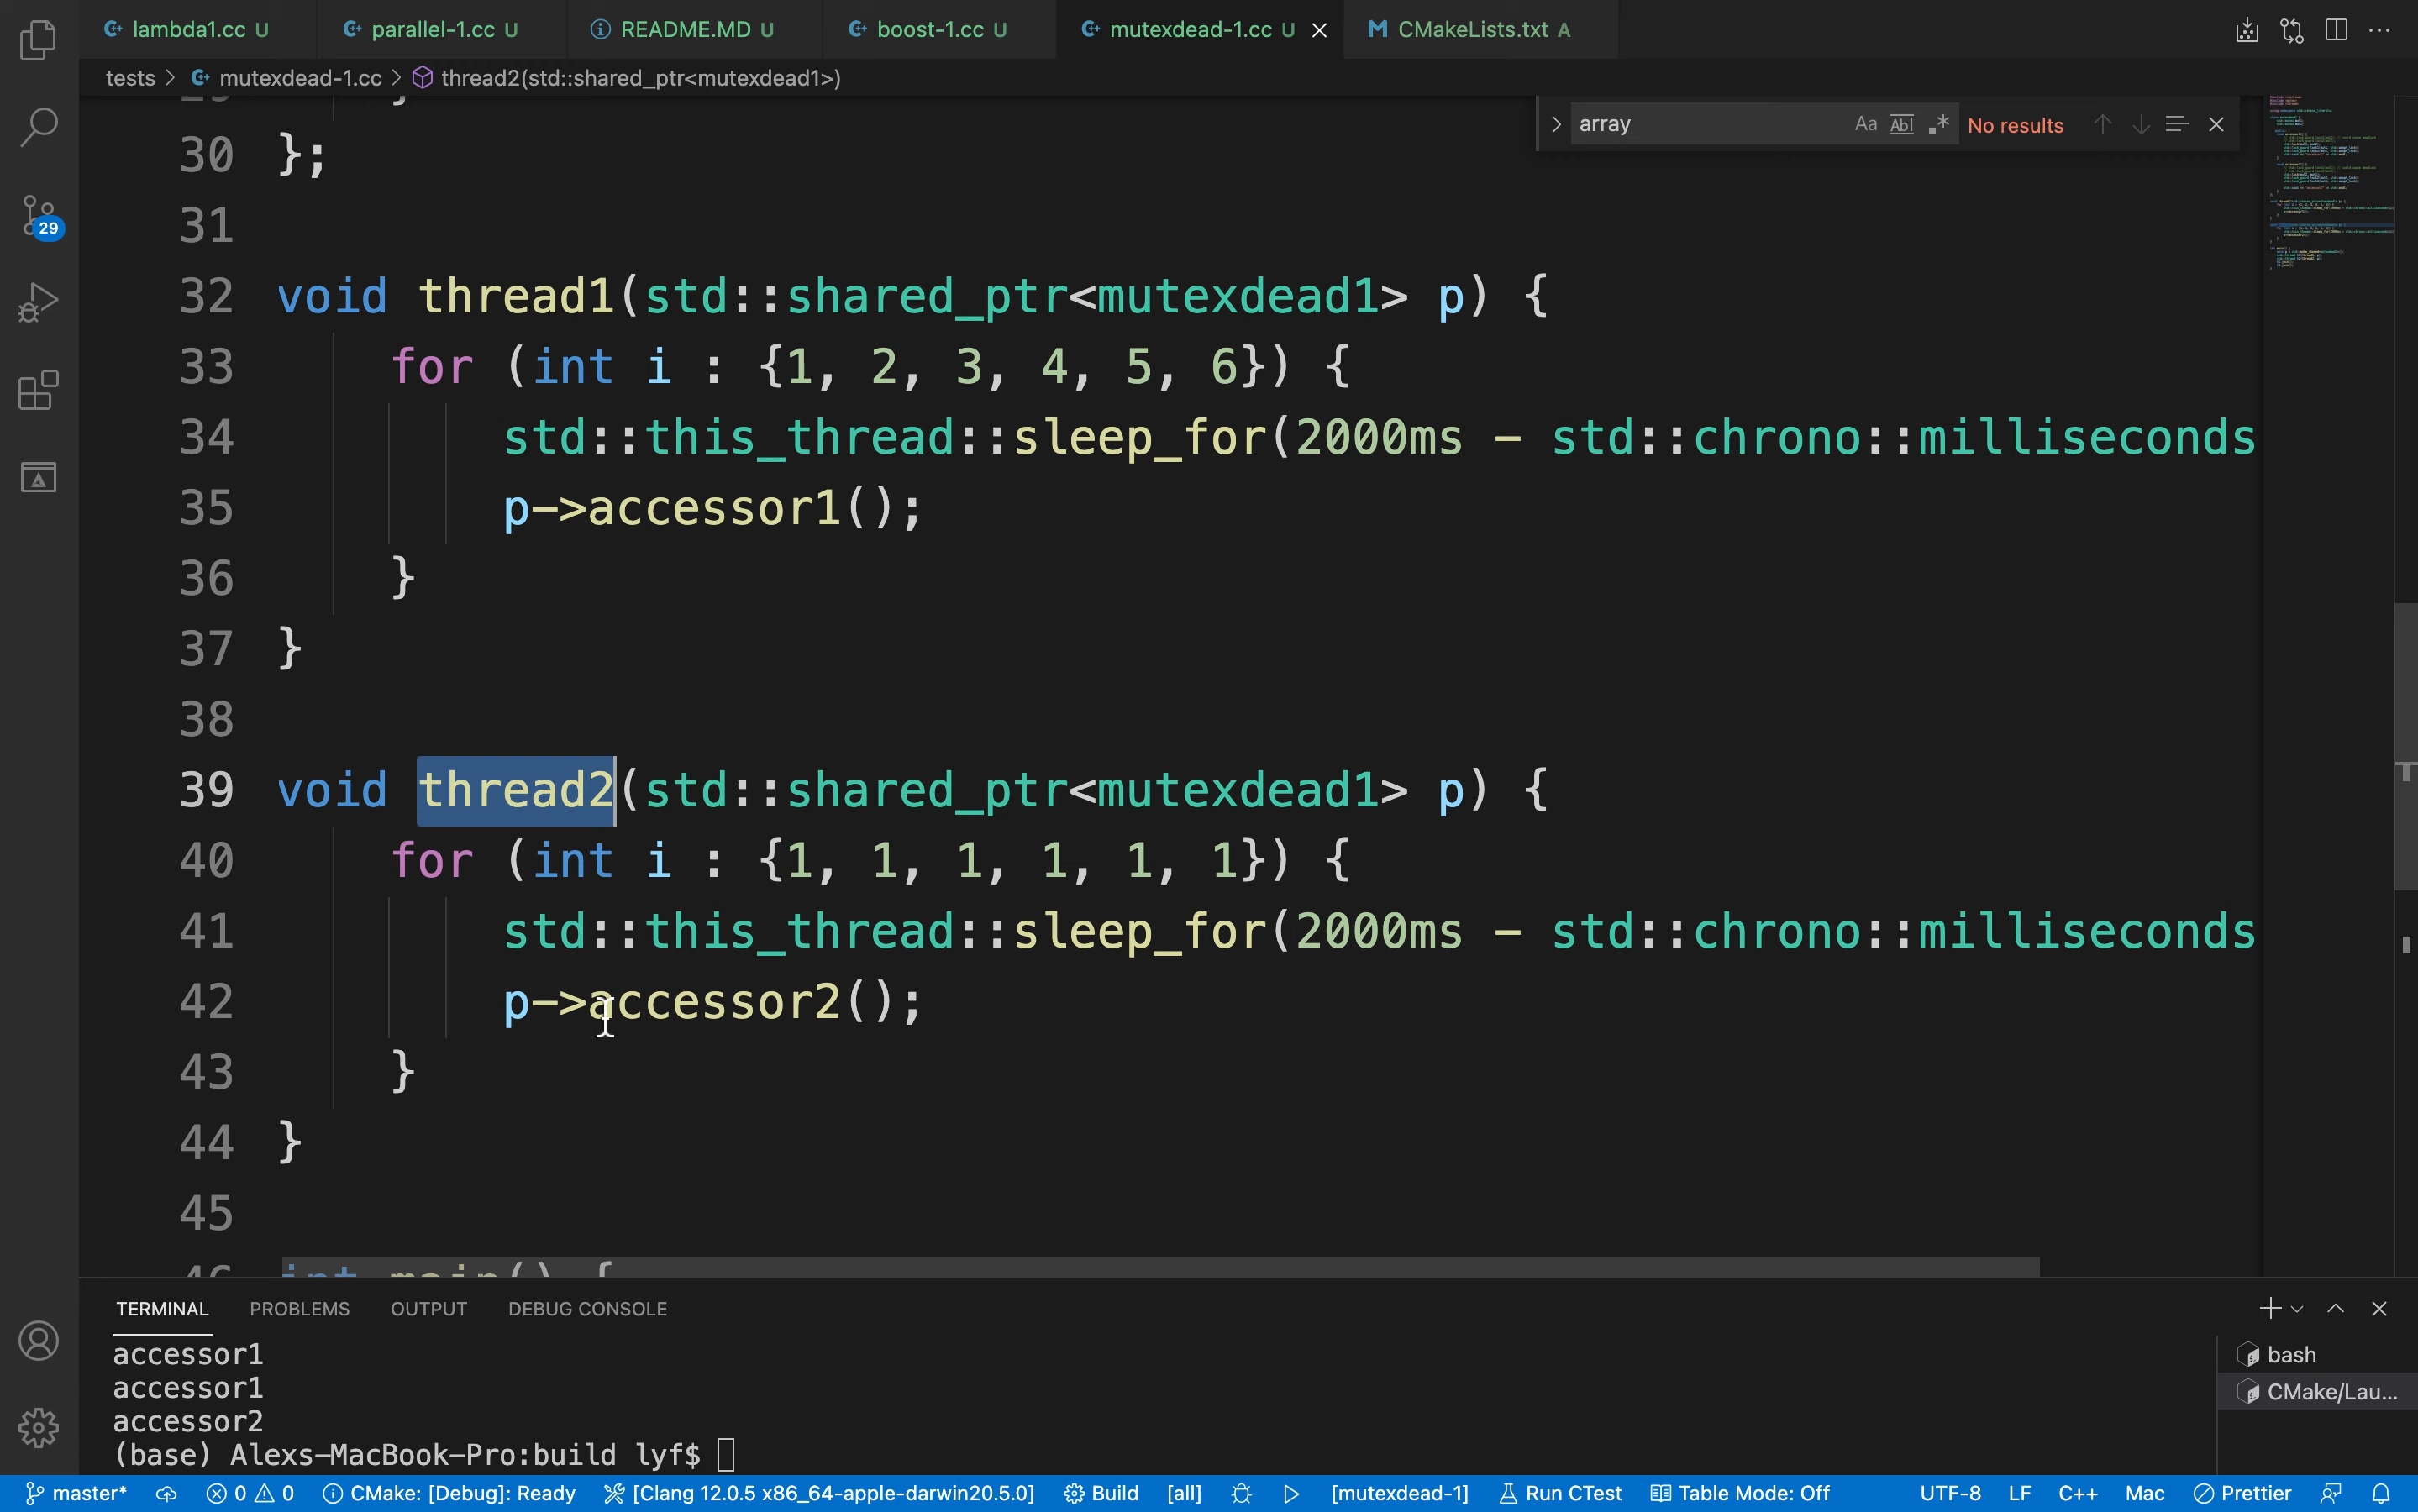 lambda1.cc U parallel-1.cc U README.MD U boost-1.cc U mutexdead-1.cc U CMakeLists.txt A
tests > mutexdead-1.cc > thread2(std::shared_ptr<mutexdead1>)
array Aa Abl .* No results
30 };
31
32 void thread1(std::shared_ptr<mutexdead1> p) {
33 for (int i : {1, 2, 3, 4, 5, 6}) {
34 std::this_thread::sleep_for(2000ms - std::chrono::milliseconds
35 p->accessor1();
36 }
37 }
38
39 void thread2(std::shared_ptr<mutexdead1> p) {
40 for (int i : {1, 1, 1, 1, 1, 1}) {
41 std::this_thread::sleep_for(2000ms - std::chrono::milliseconds
42 p->accessor2();
43 }
44 }
45
46 int main() {
29
TERMINAL PROBLEMS OUTPUT DEBUG CONSOLE
accessor1
accessor1
accessor2
(base) Alexs-MacBook-Pro:build lyf$
bash
CMake/Lau...
master* 0 0 CMake: [Debug]: Ready [Clang 12.0.5 x86_64-apple-darwin20.5.0] Build [all] [mutexdead-1] Run CTest Table Mode: Off UTF-8 LF C++ Mac Prettier